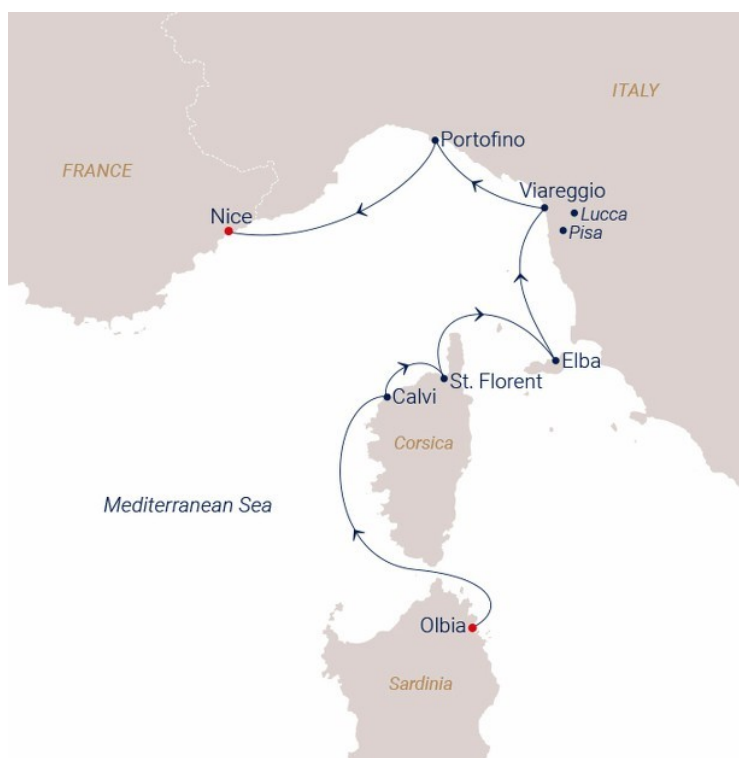 ITALY
Portofino
FRANCE
Viareggio
Nice
Lucca
Pisa
Elba
St. Florent
Calvi
Corsica
Mediterranean Sea
Olbia
Sardinia